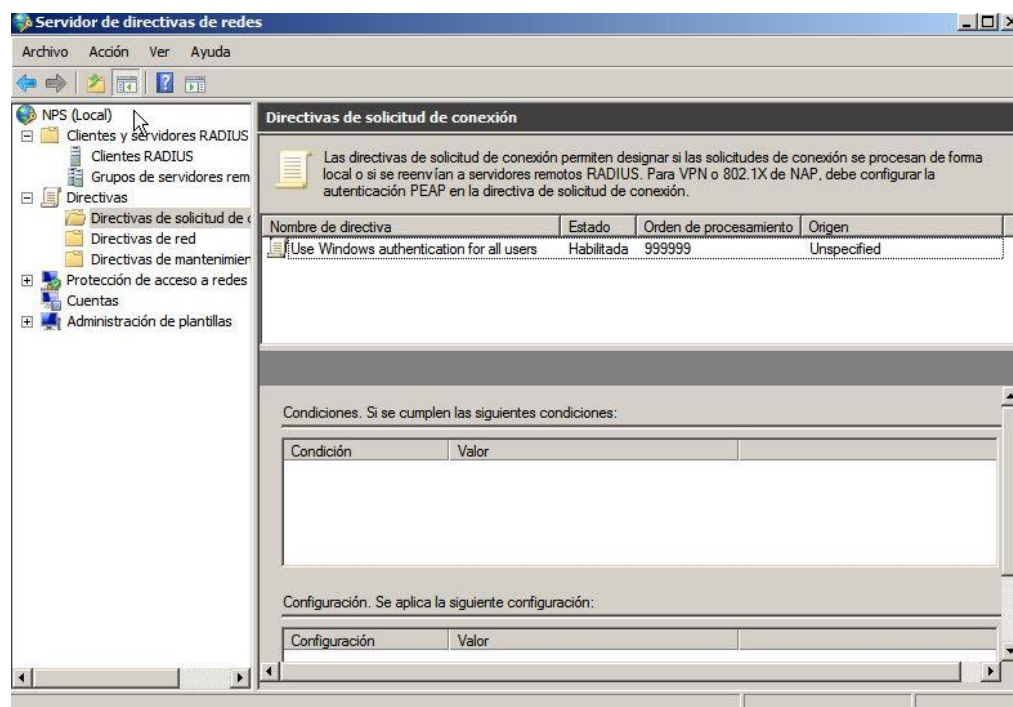 Servidor de directivas de redes
Archivo Acción Ver Ayuda
NPS (Local)
Clientes y servidores RADIUS
Clientes RADIUS
Grupos de servidores rem
Directivas
Directivas de solicitud de c
Directivas de red
Directivas de mantenimier
Protección de acceso a redes
Cuentas
Administración de plantillas
Directivas de solicitud de conexión
Las directivas de solicitud de conexión permiten designar si las solicitudes de conexión se procesan de forma
local o si se reenvían a servidores remotos RADIUS. Para VPN o 802.1X de NAP, debe configurar la
autenticación PEAP en la directiva de solicitud de conexión.
Nombre de directiva Estado Orden de procesamiento Origen
Use Windows authentication for all users Habilitada 999999 Unspecified
Condiciones. Si se cumplen las siguientes condiciones:
Condición Valor
Configuración. Se aplica la siguiente configuración:
Configuración Valor